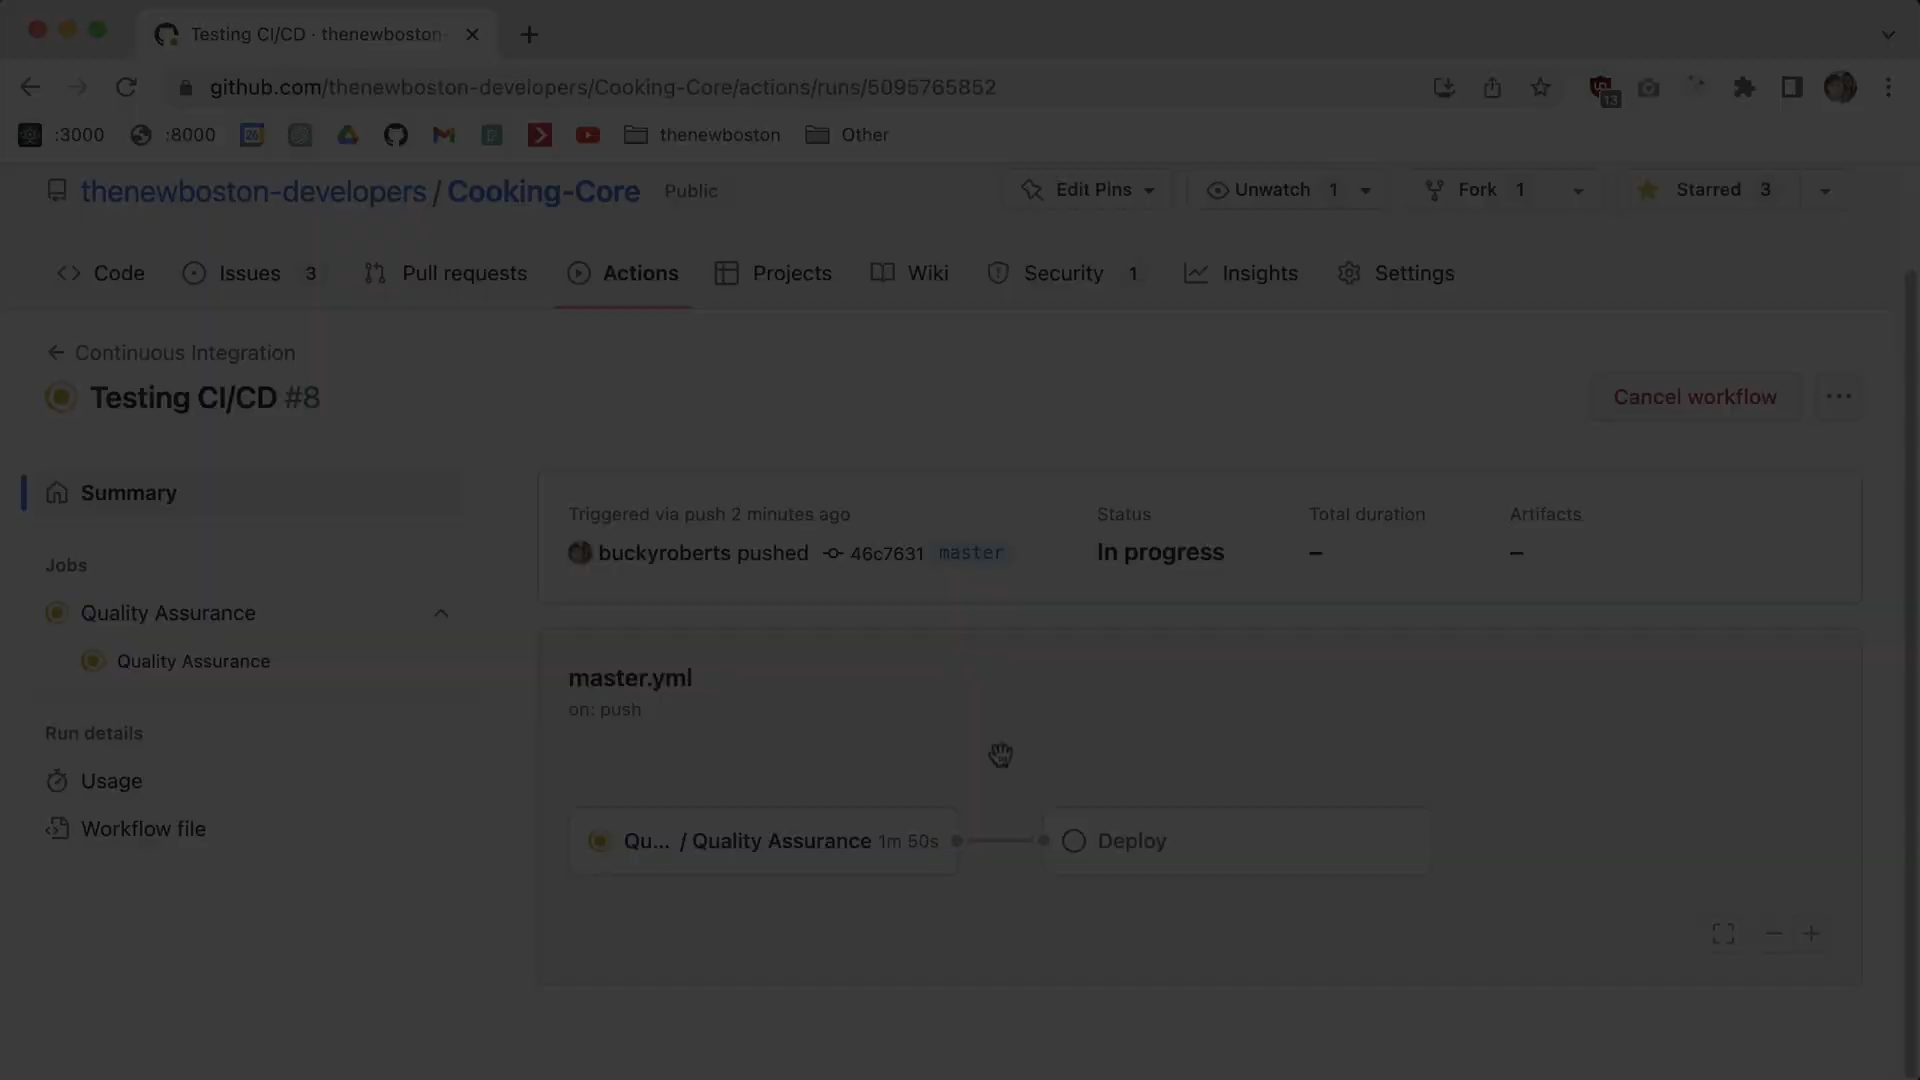 Testing CI/CD · thenewboston-
github.com/thenewboston-developers/Cooking-Core/actions/runs/5095765852
13
:3000
:8000
26
thenewboston
Other
thenewboston-developers / Cooking-Core Public
Edit Pins
Unwatch 1
Fork 1
Starred 3
Code
Issues 3
Pull requests
Actions
Projects
Wiki
Security 1
Insights
Settings
Continuous Integration
Testing CI/CD #8
Cancel workflow
Summary
Jobs
Quality Assurance
Quality Assurance
Run details
Usage
Workflow file
Triggered via push 2 minutes ago
buckyroberts pushed 46c7631 master
Status
In progress
Total duration
–
Artifacts
–
master.yml
on: push
Qu... / Quality Assurance 1m 50s
Deploy